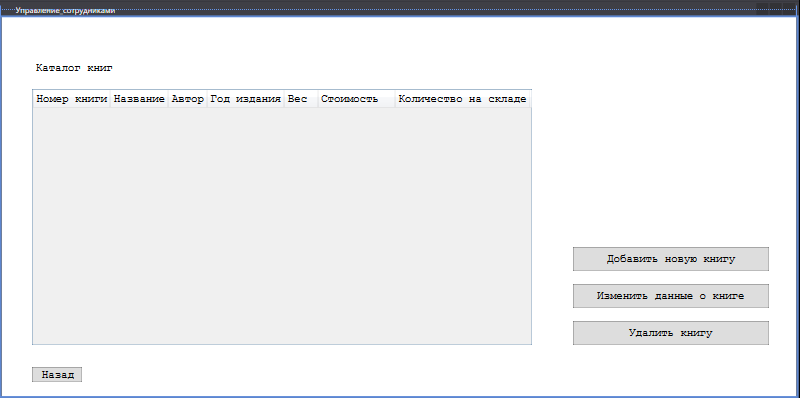 Управление_сотрудниками
Каталог книг
Номер книги Название Автор Год издания Вес Стоимость Количество на складе
Добавить новую книгу
Изменить данные о книге
Удалить книгу
Назад